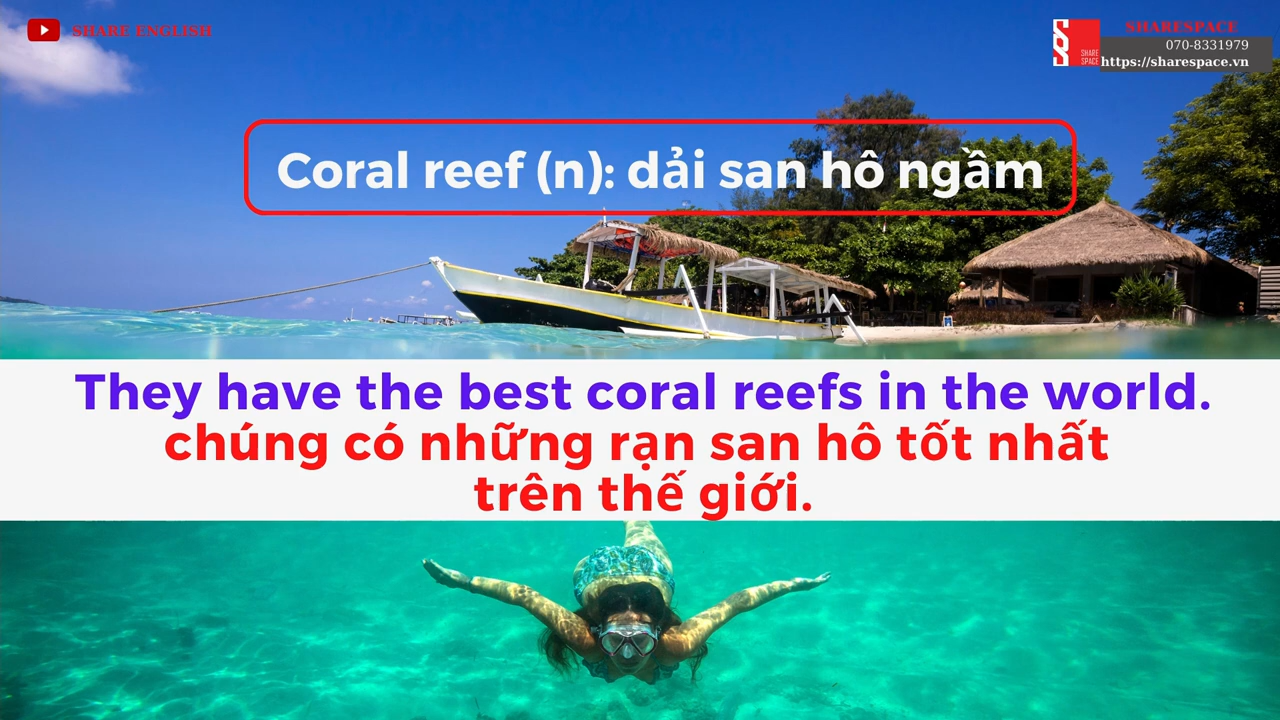 SHARE ENGLISH
SHARESPACE
070-8331979
SHARE
SPACE
https://sharespace.vn
Coral reef (n): dải san hô ngầm
They have the best coral reefs in the world.
chúng có những rạn san hô tốt nhất
trên thế giới.